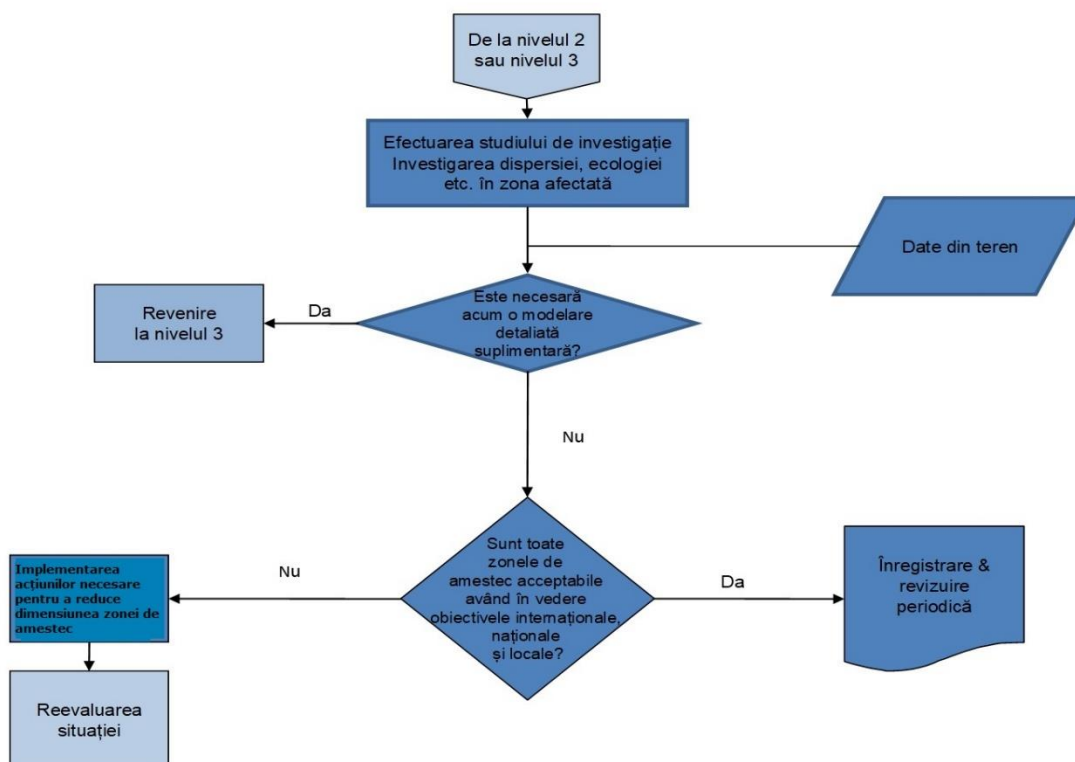 De la nivelul 2
sau nivelul 3
Efectuarea studiului de investigație
Investigarea dispersiei, ecologiei
etc. în zona afectată
Date din teren
Este necesară
acum o modelare
detaliată
suplimentară?
Da
Revenire
la nivelul 3
Nu
Sunt toate
zonele de
amestec acceptabile
având în vedere
obiectivele internaționale,
naționale
și locale?
Da
Înregistrare &
revizuire
periodică
Nu
Implementarea
acțiunilor necesare
pentru a reduce
dimensiunea zonei de
amestec
Reevaluarea
situației